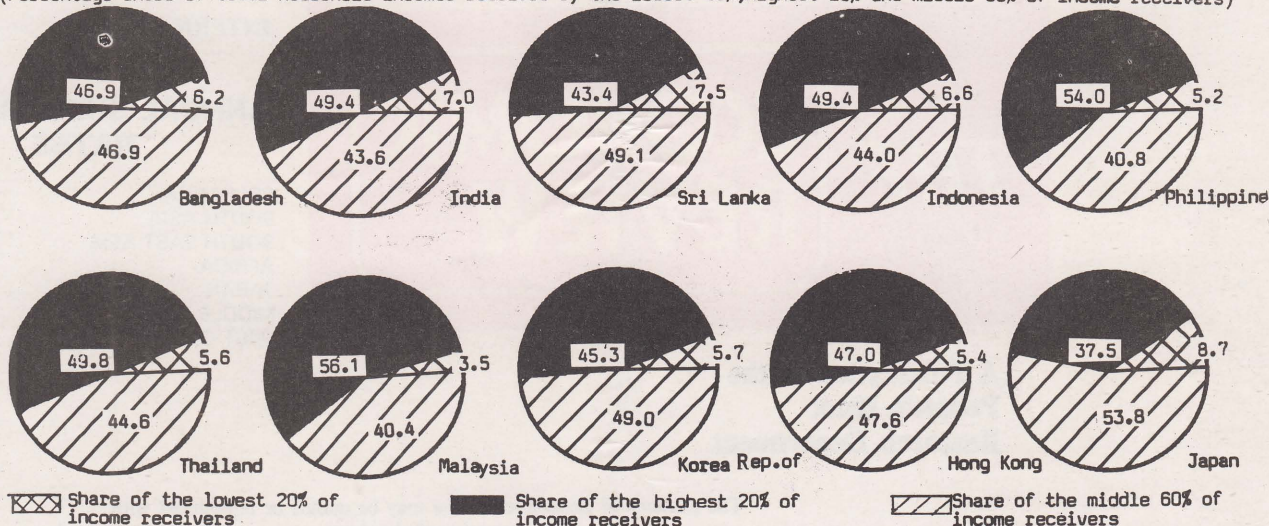 (Percentage share of total household incomes received by the lowest 20%, highest 20% and middle 60% of income receivers)
46.9 6.2 46.9 Bangladesh
49.4 7.0 43.6 India
43.4 7.5 49.1 Sri Lanka
49.4 6.6 44.0 Indonesia
54.0 5.2 40.8 Philippine
49.8 5.6 44.6 Thailand
56.1 3.5 40.4 Malaysia
45.3 5.7 49.0 Korea Rep.of
47.0 5.4 47.6 Hong Kong
37.5 8.7 53.8 Japan
Share of the lowest 20% of
income receivers
Share of the highest 20% of
income receivers
Share of the middle 60% of
income receivers